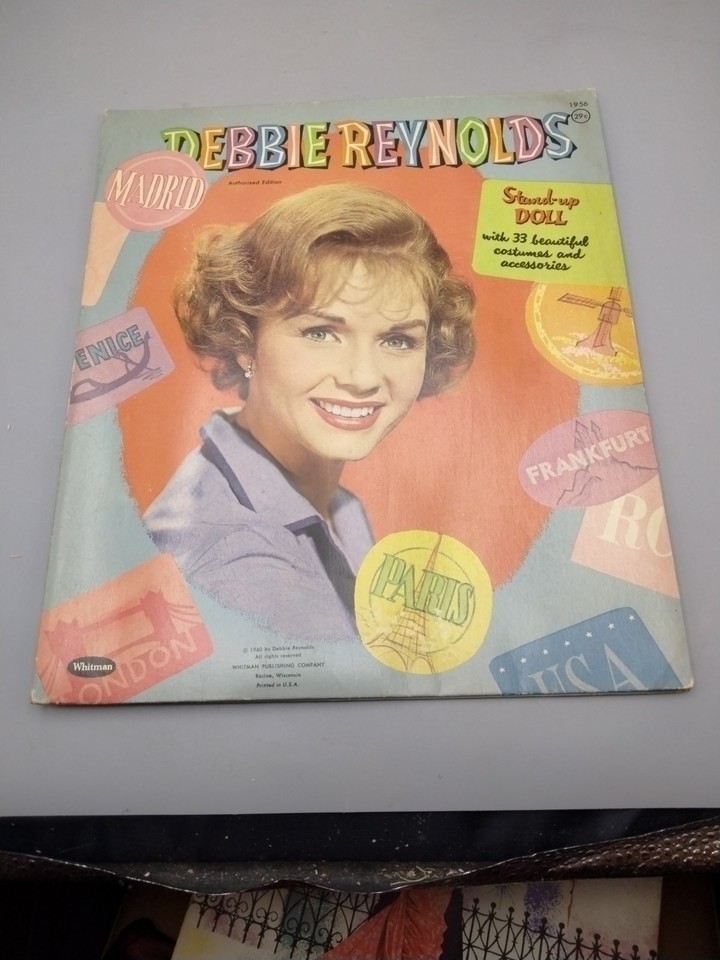 1956
29¢
DEBBIE REYNOLDS
Authorized Edition
MADRID
Stand-up
DOLL
with 33 beautiful
costumes and
accessories
ENICE
FRANKFURT
RO
PARIS
LONDON
USA
Whitman
© 1960 by Debbie Reynolds
All rights reserved
WHITMAN PUBLISHING COMPANY
Racine, Wisconsin
Printed in U.S.A.